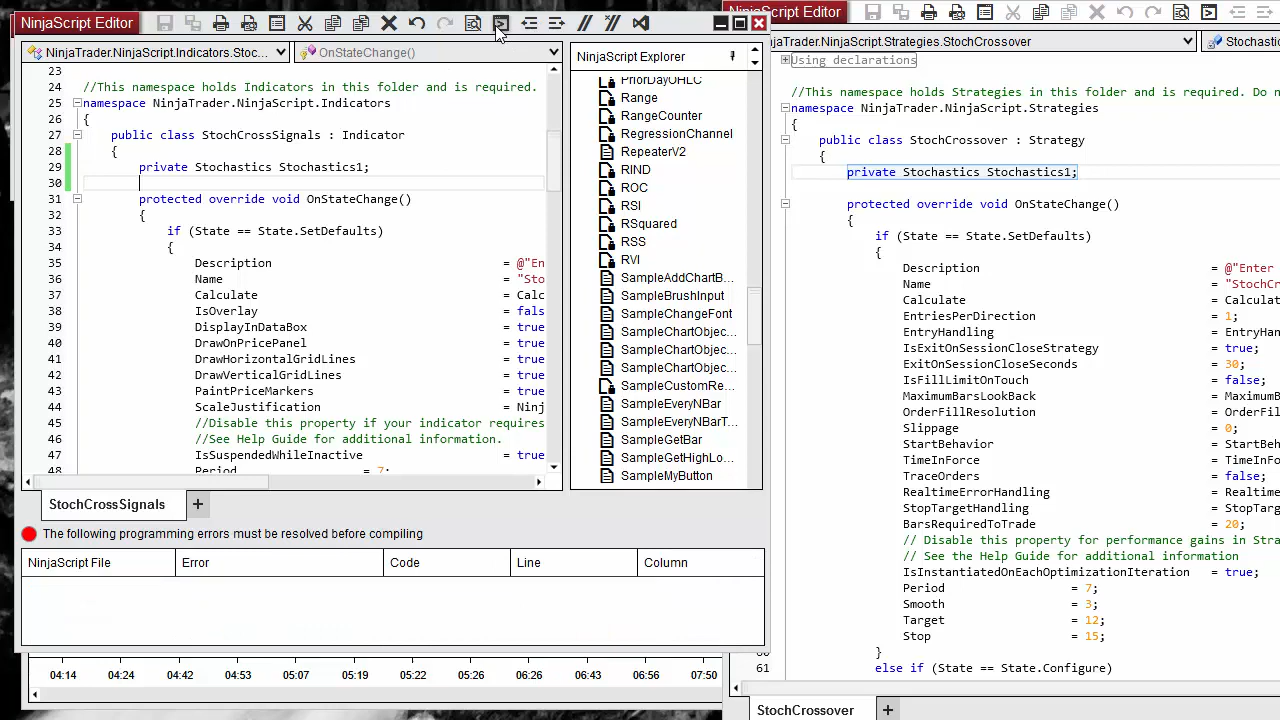 NinjaScript Editor
NinjaTrader.NinjaScript.Indicators.Stoc...
OnStateChange()
23
24 //This namespace holds Indicators in this folder and is required.
25 namespace NinjaTrader.NinjaScript.Indicators
26 {
27 public class StochCrossSignals : Indicator
28 {
29 private Stochastics Stochastics1;
30
31 protected override void OnStateChange()
32 {
33 if (State == State.SetDefaults)
34 {
35 Description = @"En
36 Name = "Sto
37 Calculate = Calc
38 IsOverlay = fals
39 DisplayInDataBox = true
40 DrawOnPricePanel = true
41 DrawHorizontalGridLines = true
42 DrawVerticalGridLines = true
43 PaintPriceMarkers = true
44 ScaleJustification = Ninj
45 //Disable this property if your indicator requires
46 //See Help Guide for additional information.
47 IsSuspendedWhileInactive = true
48 Period = 7;
StochCrossSignals +
NinjaScript Explorer
PriorDayOHLC
Range
RangeCounter
RegressionChannel
RepeaterV2
RIND
ROC
RSI
RSquared
RSS
RVI
SampleAddChartB...
SampleBrushInput
SampleChangeFont
SampleChartObjec...
SampleChartObjec...
SampleChartObjec...
SampleCustomRe...
SampleEveryNBar
SampleEveryNBarT...
SampleGetBar
SampleGetHighLo...
SampleMyButton
The following programming errors must be resolved before compiling
NinjaScript File Error Code Line Column
04:14 04:24 04:42 04:53 05:07 05:19 05:22 05:26 06:26 06:43 06:56 07:50
NinjaScript Editor
jaTrader.NinjaScript.Strategies.StochCrossover
Stochastic
Using declarations
//This namespace holds Strategies in this folder and is required. Do n
namespace NinjaTrader.NinjaScript.Strategies
{
public class StochCrossover : Strategy
{
private Stochastics Stochastics1;
protected override void OnStateChange()
{
if (State == State.SetDefaults)
{
Description = @"Enter
Name = "StochCr
Calculate = Calculat
EntriesPerDirection = 1;
EntryHandling = EntryHan
IsExitOnSessionCloseStrategy = true;
ExitOnSessionCloseSeconds = 30;
IsFillLimitOnTouch = false;
MaximumBarsLookBack = MaximumB
OrderFillResolution = OrderFil
Slippage = 0;
StartBehavior = StartBeh
TimeInForce = TimeInFo
TraceOrders = false;
RealtimeErrorHandling = Realtime
StopTargetHandling = StopTarg
BarsRequiredToTrade = 20;
// Disable this property for performance gains in Stra
// See the Help Guide for additional information
IsInstantiatedOnEachOptimizationIteration = true;
Period = 7;
Smooth = 3;
Target = 12;
Stop = 15;
}
61 else if (State == State.Configure)
StochCrossover +